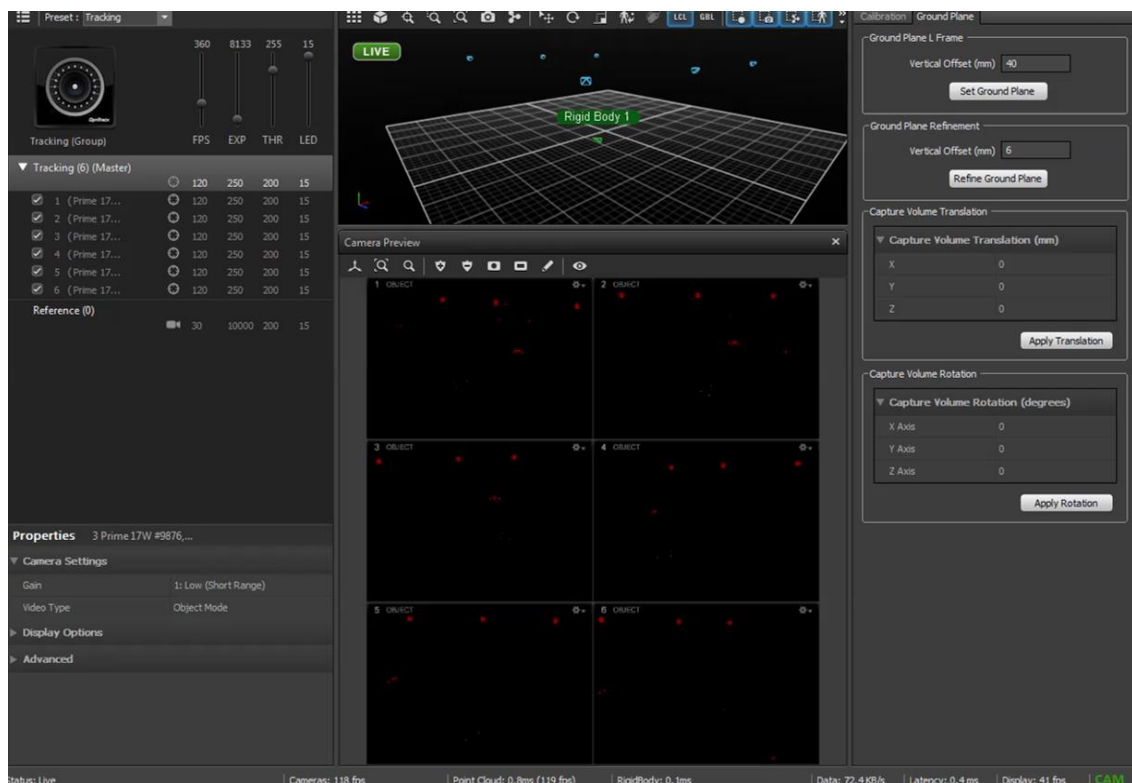 Preset : Tracking
360 8133 255 15
OptiTrack
Tracking (Group)
FPS EXP THR LED
Tracking (6) (Master)
120 250 200 15
1 (Prime 17... 120 250 200 15
2 (Prime 17... 120 250 200 15
3 (Prime 17... 120 250 200 15
4 (Prime 17... 120 250 200 15
5 (Prime 17... 120 250 200 15
6 (Prime 17... 120 250 200 15
Reference (0)
30 10000 200 15
Properties 3 Prime 17W #9876,...
Camera Settings
Gain 1: Low (Short Range)
Video Type Object Mode
Display Options
Advanced
LCL GBL
LIVE
Rigid Body 1
Camera Preview
1 OBJECT
2 OBJECT
3 OBJECT
4 OBJECT
5 OBJECT
6 OBJECT
Calibration Ground Plane
Ground Plane L Frame
Vertical Offset (mm) 40
Set Ground Plane
Ground Plane Refinement
Vertical Offset (mm) 6
Refine Ground Plane
Capture Volume Translation
Capture Volume Translation (mm)
X 0
Y 0
Z 0
Apply Translation
Capture Volume Rotation
Capture Volume Rotation (degrees)
X Axis 0
Y Axis 0
Z Axis 0
Apply Rotation
Status: Live Cameras: 118 fps Point Cloud: 0.8ms (119 fps) RigidBody: 0.1ms Data: 72.4 KB/s Latency: 0.4 ms Display: 41 fps CAM